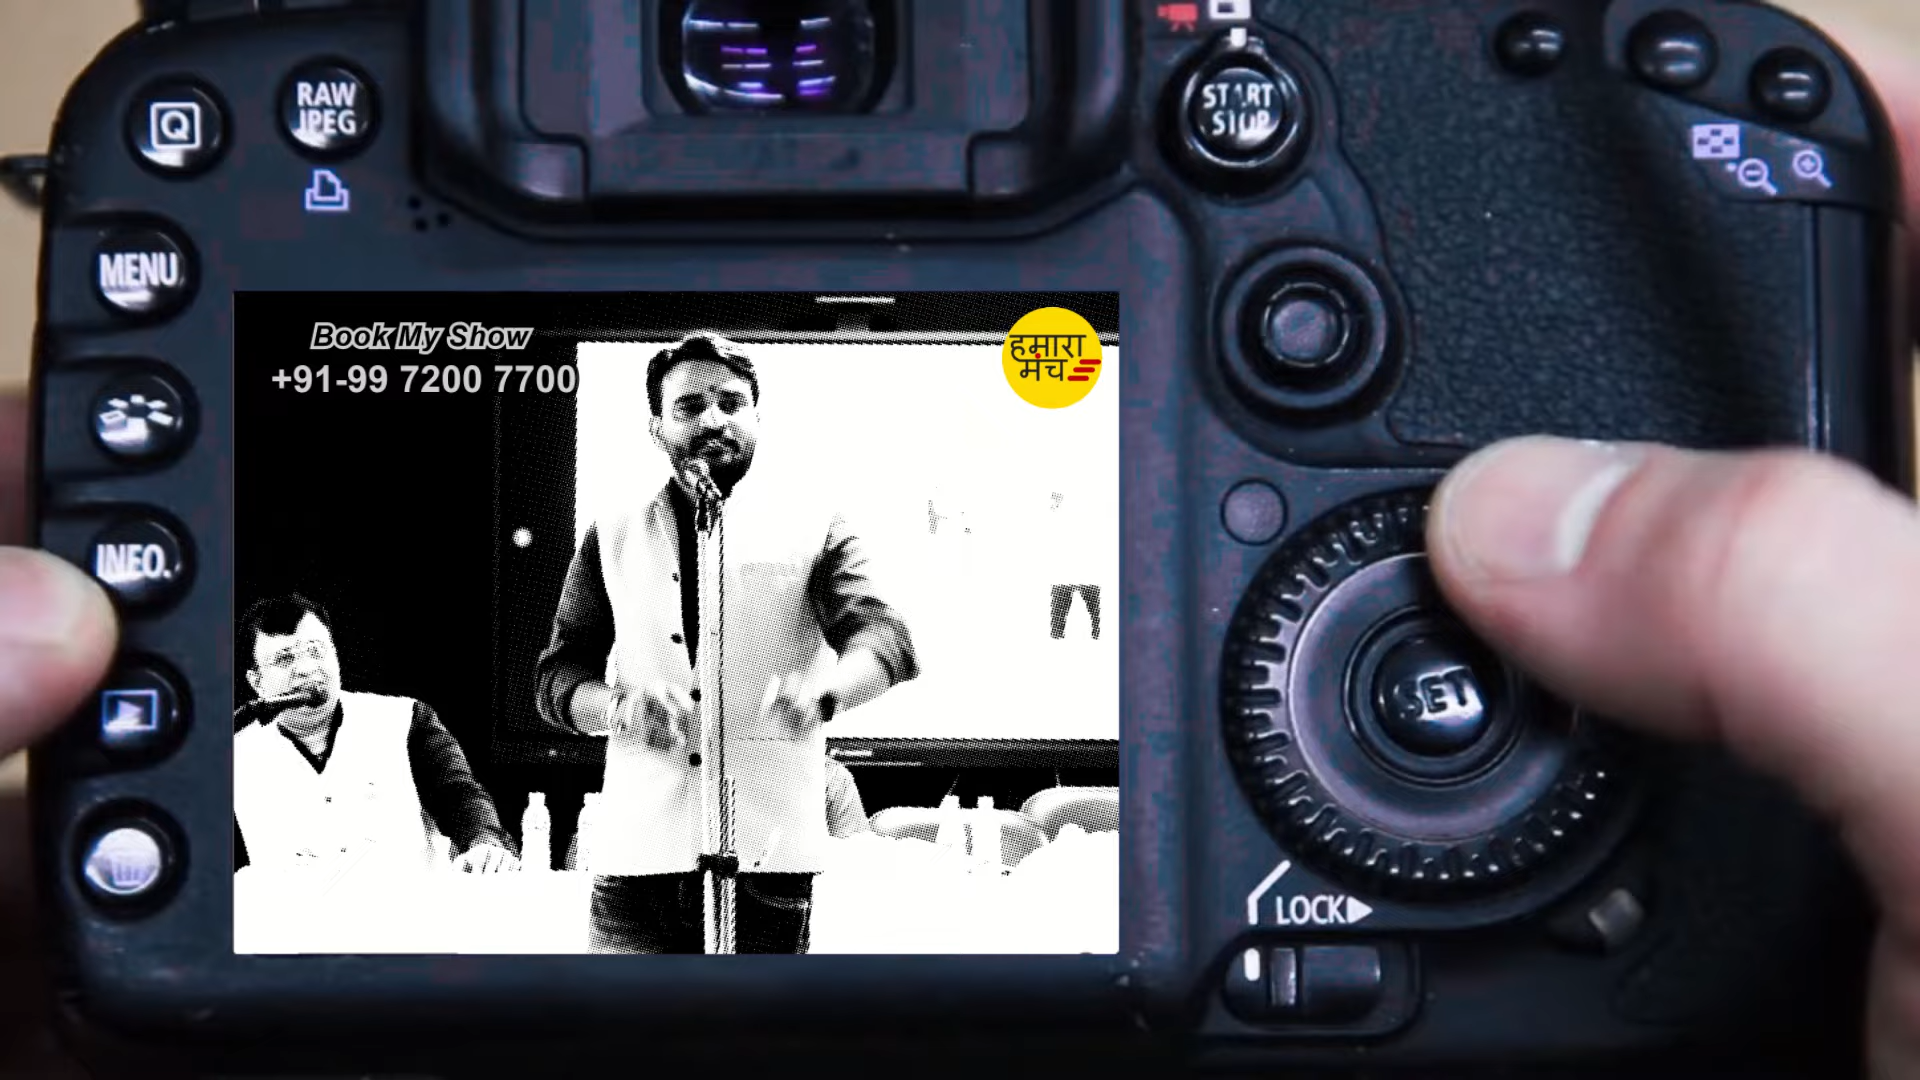 Q
RAW
JPEG
START
STOP
MENU
Book My Show
+91-99 7200 7700
हमारा
मंच
INFO.
SET
LOCK